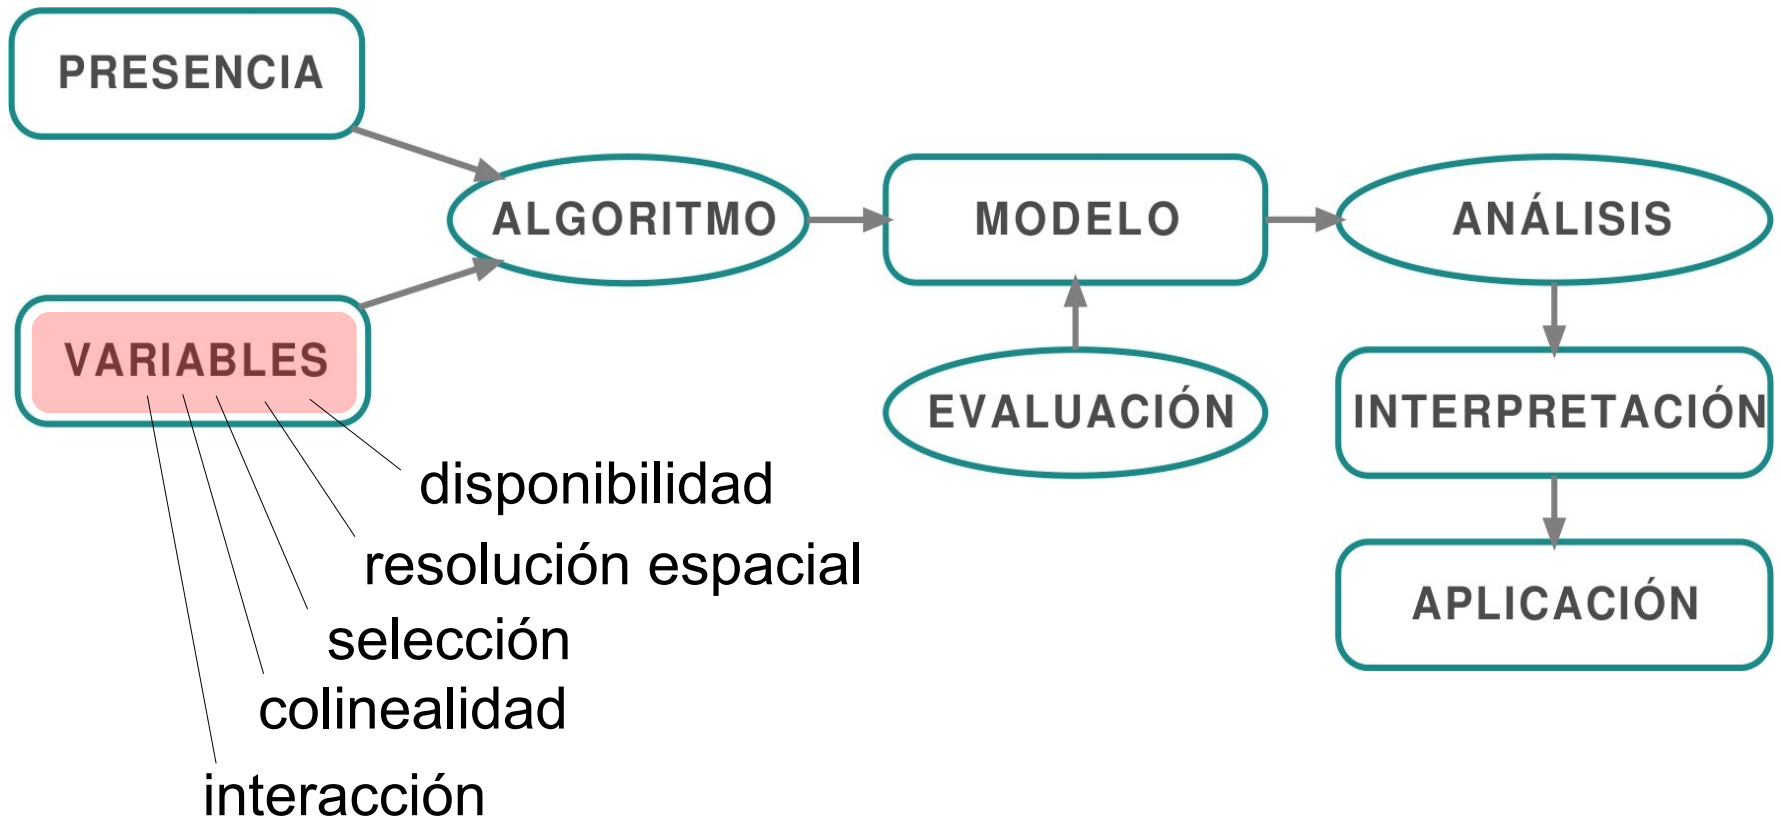 PRESENCIA
ALGORITMO
MODELO
ANÁLISIS
VARIABLES
EVALUACIÓN
INTERPRETACIÓN
APLICACIÓN
disponibilidad
resolución espacial
selección
colinealidad
interacción